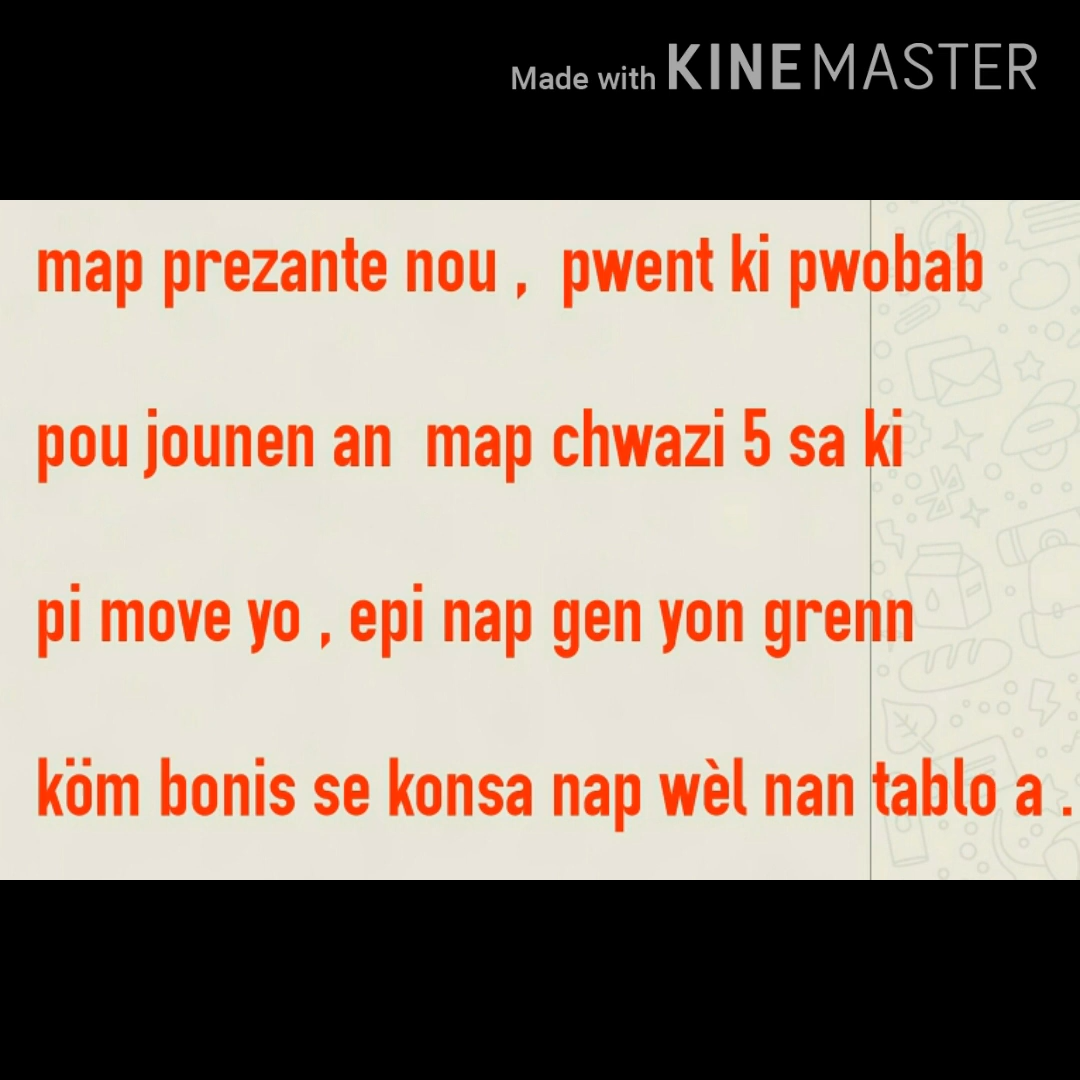 Made with KINEMASTER
map prezante nou , pwent ki pwobab
pou jounen an map chwazi 5 sa ki
pi move yo , epi nap gen yon grenn
köm bonis se konsa nap wèl nan tablo a .